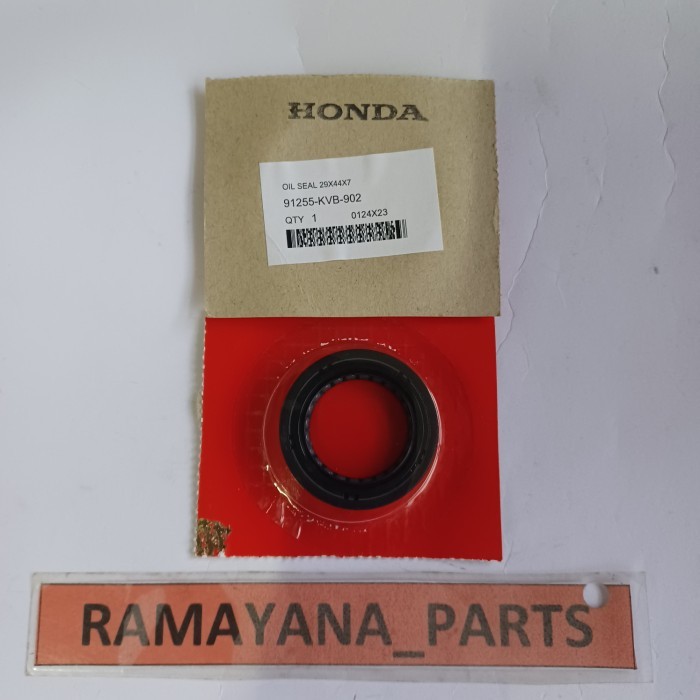 HONDA
OIL SEAL 29X44X7
91255-KVB-902
QTY 1 0124X23
RAMAYANA_PARTS